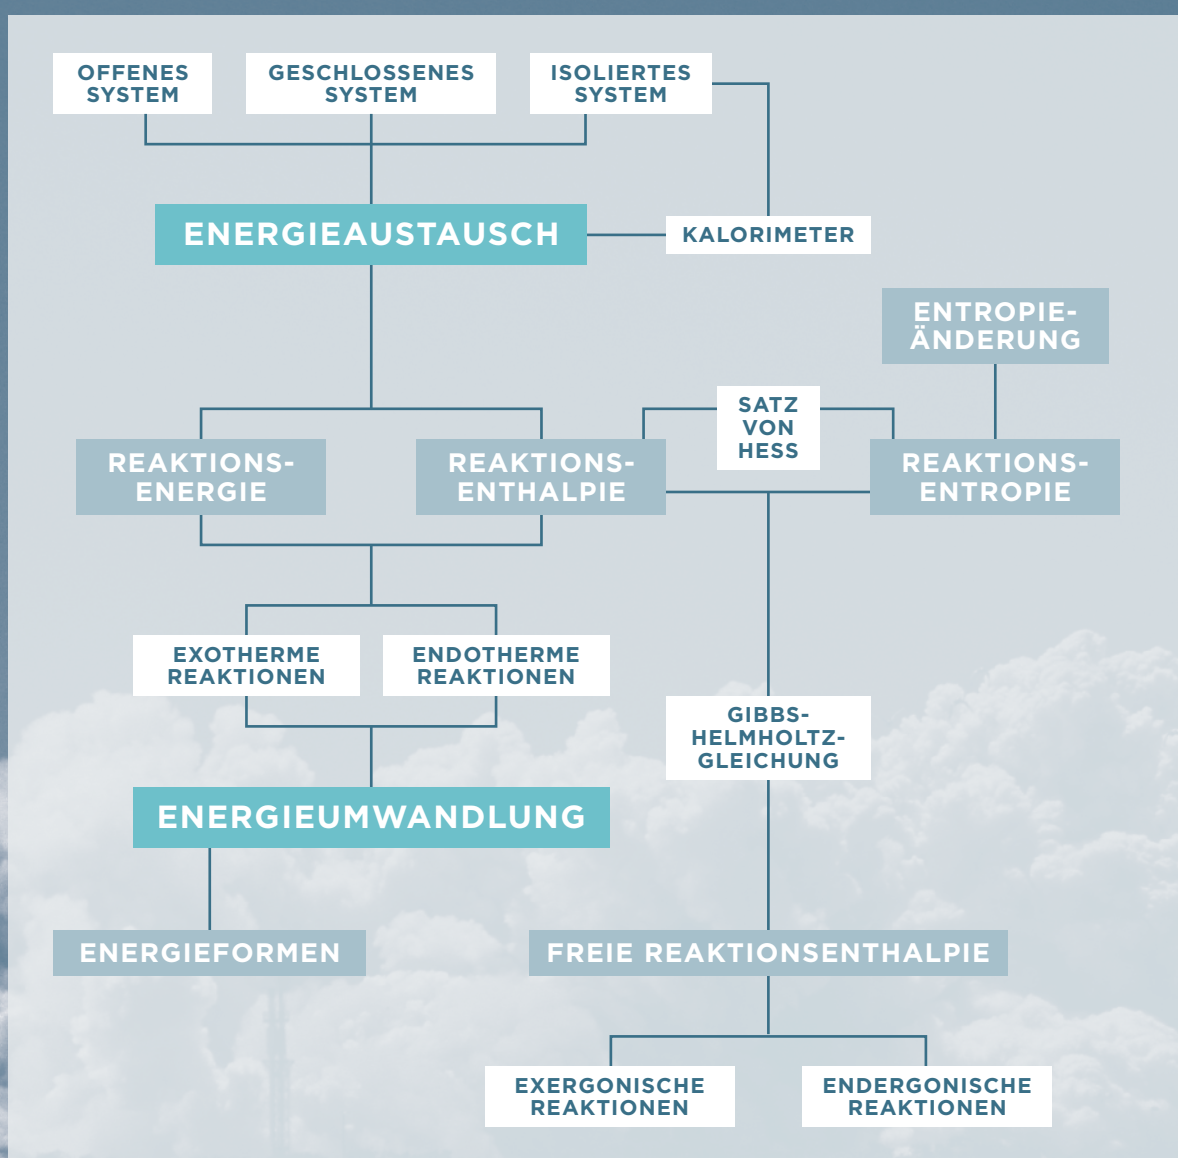 OFFENES
SYSTEM
GESCHLOSSENES
SYSTEM
ISOLIERTES
SYSTEM
ENERGIEAUSTAUSCH
KALORIMETER
ENTROPIE-
ÄNDERUNG
SATZ
VON
HESS
REAKTIONS-
ENERGIE
REAKTIONS-
ENTHALPIE
REAKTIONS-
ENTROPIE
EXOTHERME
REAKTIONEN
ENDOTHERME
REAKTIONEN
GIBBS-
HELMHOLTZ-
GLEICHUNG
ENERGIEUMWANDLUNG
ENERGIEFORMEN
FREIE REAKTIONSENTHALPIE
EXERGONISCHE
REAKTIONEN
ENDERGONISCHE
REAKTIONEN